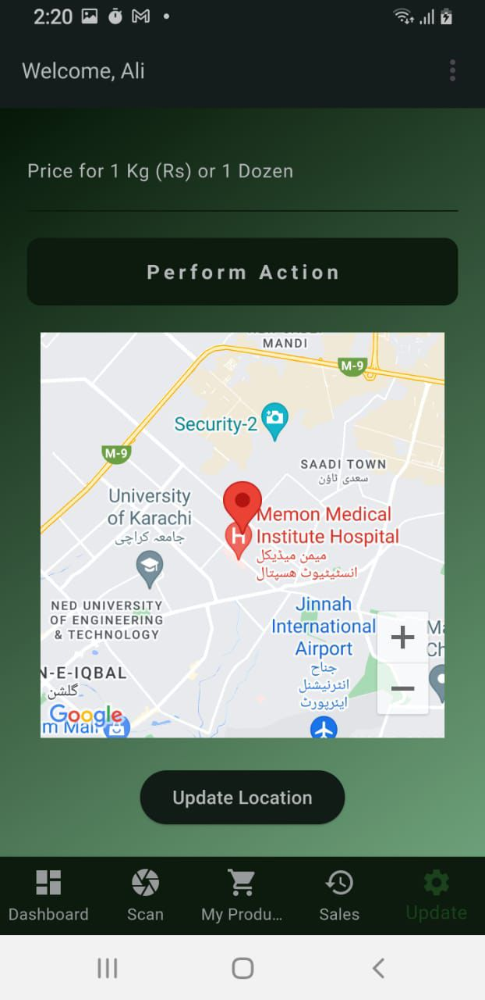 2:20
Welcome, Ali
Price for 1 Kg (Rs) or 1 Dozen
Perform Action
MANDI
M-9
Security-2
M-9
SAADI TOWN
سعدی ٹاؤن
University
of Karachi
جامعہ کراچی
Memon Medical
Institute Hospital
میمن میڈیکل
انسٹیٹیوٹ ھسپتال
H
NED UNIVERSITY
OF ENGINEERING
& TECHNOLOGY
Jinnah
International
Airport
جناح
انٹرنیشنل
ایئرپورٹ
+
−
N-E-IQBAL
گلشن
Google
m Mall
Update Location
Dashboard
Scan
My Produ...
Sales
Update